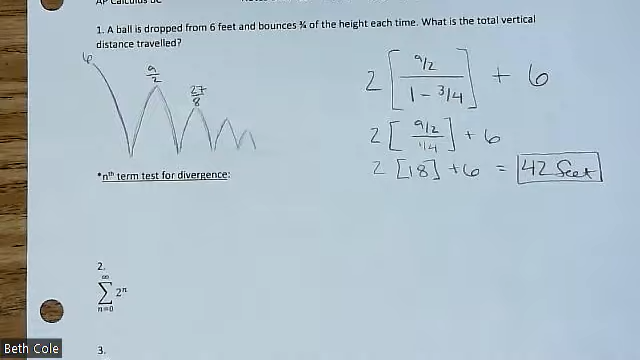 AP Calculus BC
1. A ball is dropped from 6 feet and bounces ¾ of the height each time. What is the total vertical
distance travelled?
6
9/2
27/8
2 [ 9/2 / 1 - 3/4 ] + 6
2 [ 9/2 / 1/4 ] + 6
2 [18] + 6 = 42 feet
*nth term test for divergence:
2.
∞
∑ 2ⁿ
n=0
3.
Beth Cole